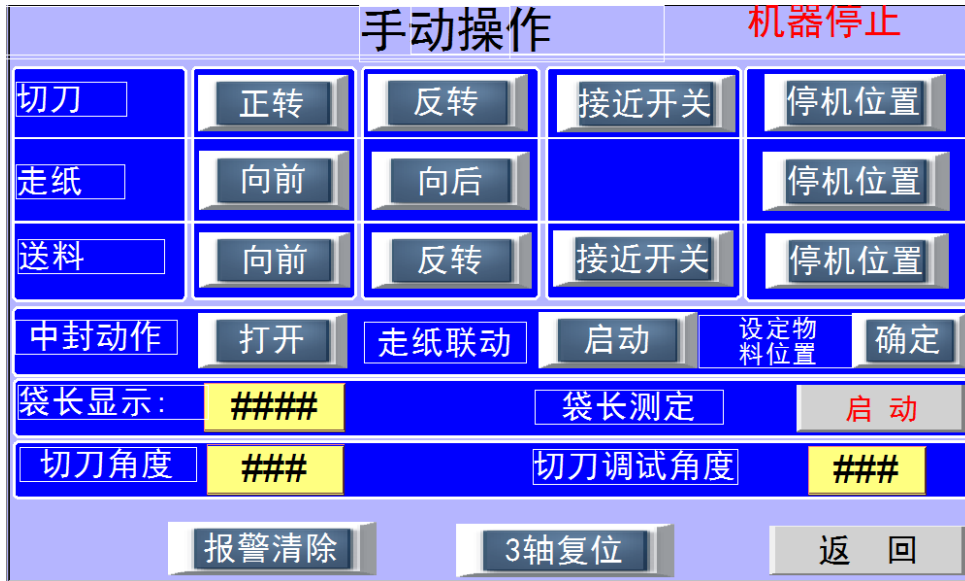 手动操作
机器停止
切刀 正转 反转 接近开关 停机位置
走纸 向前 向后 停机位置
送料 向前 反转 接近开关 停机位置
中封动作 打开 走纸联动 启动 设定物
料位置 确定
袋长显示: #### 袋长测定 启 动
切刀角度 ### 切刀调试角度 ###
报警清除 3轴复位 返 回